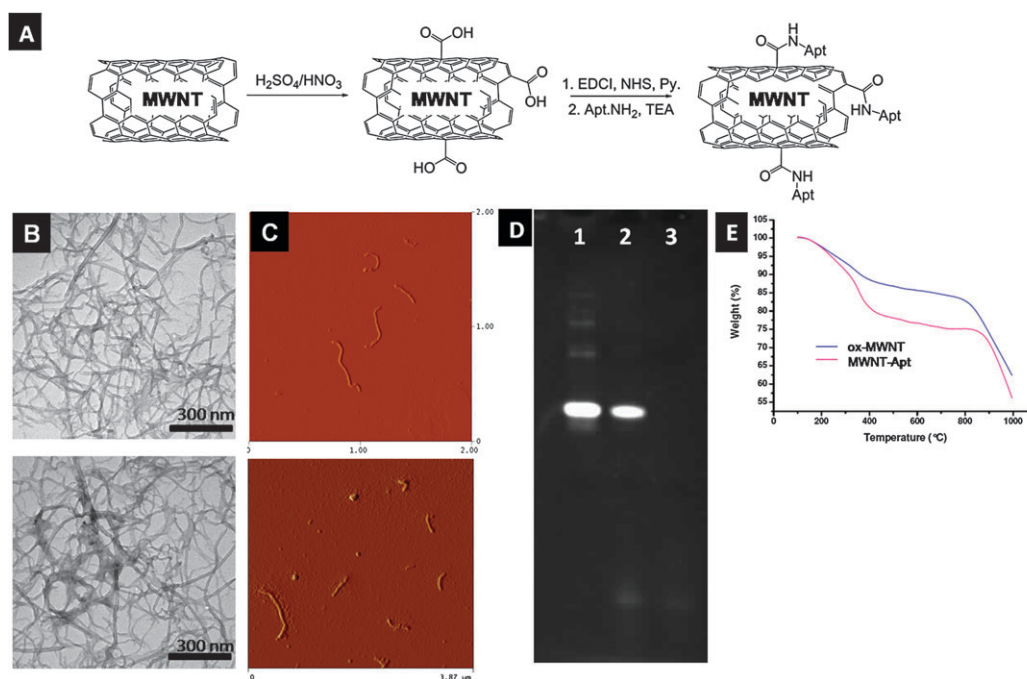 A
H₂SO₄/HNO₃
1. EDCI, NHS, Py.
2. Apt.NH₂, TEA
MWNT
MWNT
MWNT
O
OH
O
OH
HO
O
O
H
N
Apt
O
HN
Apt
O
NH
Apt
B
300 nm
300 nm
C
2.00
1.00
0
0
1.00
2.00
0
3.87 µm
D
1 2 3
E
105
100
95
90
85
80
75
70
65
60
55
Weight (%)
ox-MWNT
MWNT-Apt
0 200 400 600 800 1000
Temperature (°C)